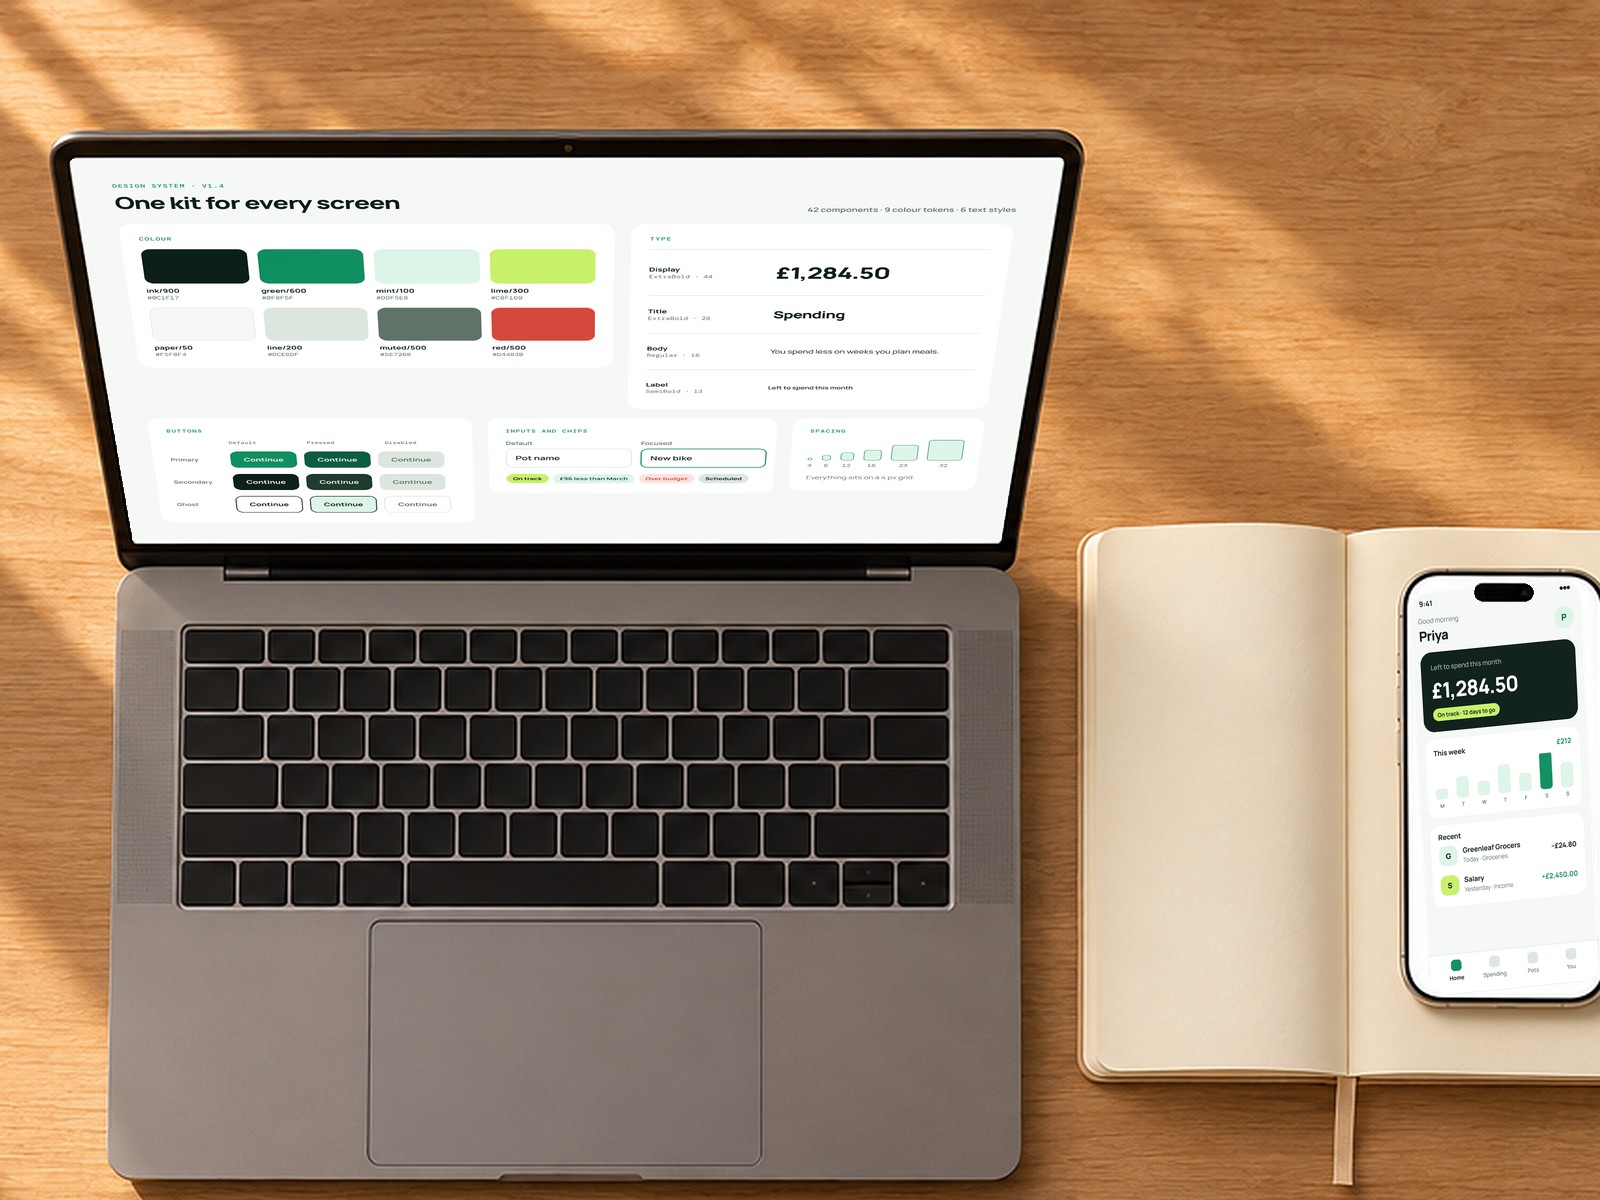 DESIGN SYSTEM · V1.4
One kit for every screen
42 components · 9 colour tokens · 6 text styles
COLOUR
ink/900
#0C1F17
green/600
#0F8F5F
mint/100
#DDF5E8
lime/300
paper/50
line/200
muted/500
red/500
TYPE
Display
ExtraBold · 44
£1,284.50
Title
ExtraBold · 28
Spending
Body
Regular · 16
You spend less on weeks you plan meals.
Label
SemiBold · 13
Left to spend this month
BUTTONS
Default Pressed Disabled
Primary Continue Continue Continue
Secondary Continue Continue Continue
Ghost Continue Continue Continue
INPUTS AND CHIPS
Default Focused
Pot name New bike
On track £96 less than March Over budget Scheduled
SPACING
4 8 12 16 24 32
Everything sits on a 4 px grid.
9:41
Good morning
Priya
P
Left to spend this month
£1,284.50
On track · 12 days to go
This week £212
M T W T F S S
Recent
G Greenleaf Grocers -£24.80
Today · Groceries
S Salary +£2,450.00
Yesterday · Income
Home Spending Pots You